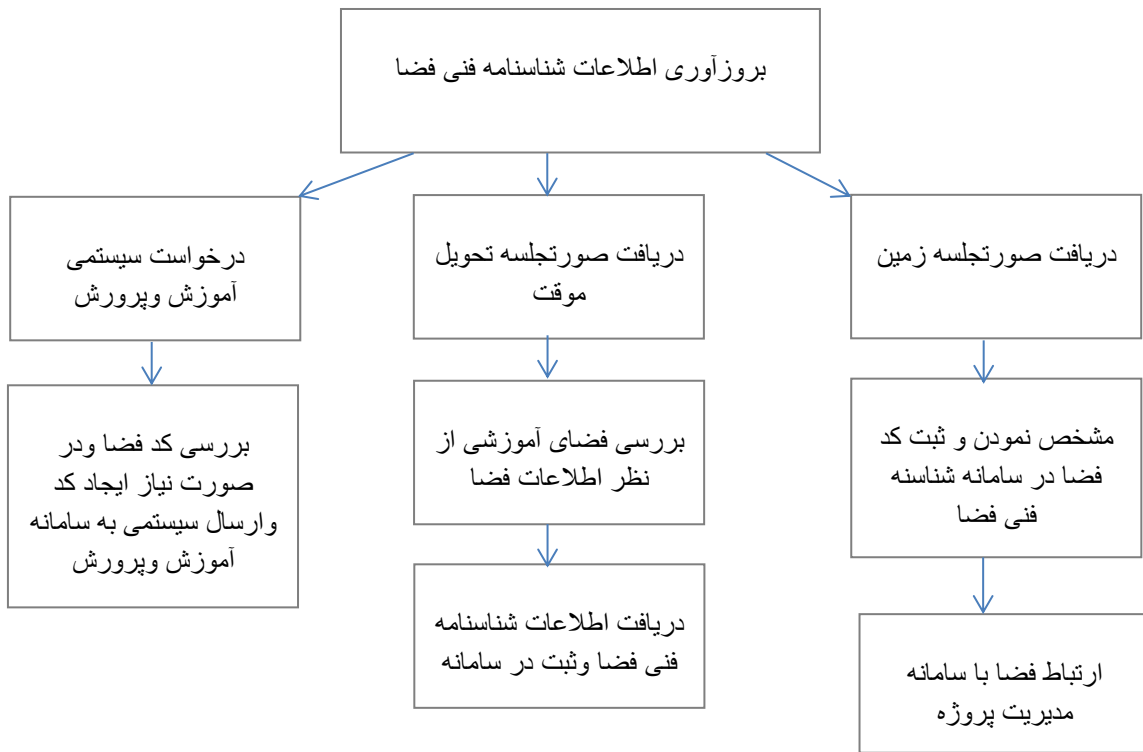 بروزآوری اطلاعات شناسنامه فنی فضا
دریافت صورتجلسه زمین
مشخص نمودن و ثبت کد
فضا در سامانه شناسنه
فنی فضا
ارتباط فضا با سامانه
مدیریت پروژه
دریافت صورتجلسه تحویل
موقت
بررسی فضای آموزشی از
نظر اطلاعات فضا
دریافت اطلاعات شناسنامه
فنی فضا وثبت در سامانه
درخواست سیستمی
آموزش وپرورش
بررسی کد فضا ودر
صورت نیاز ایجاد کد
وارسال سیستمی به سامانه
آموزش وپرورش